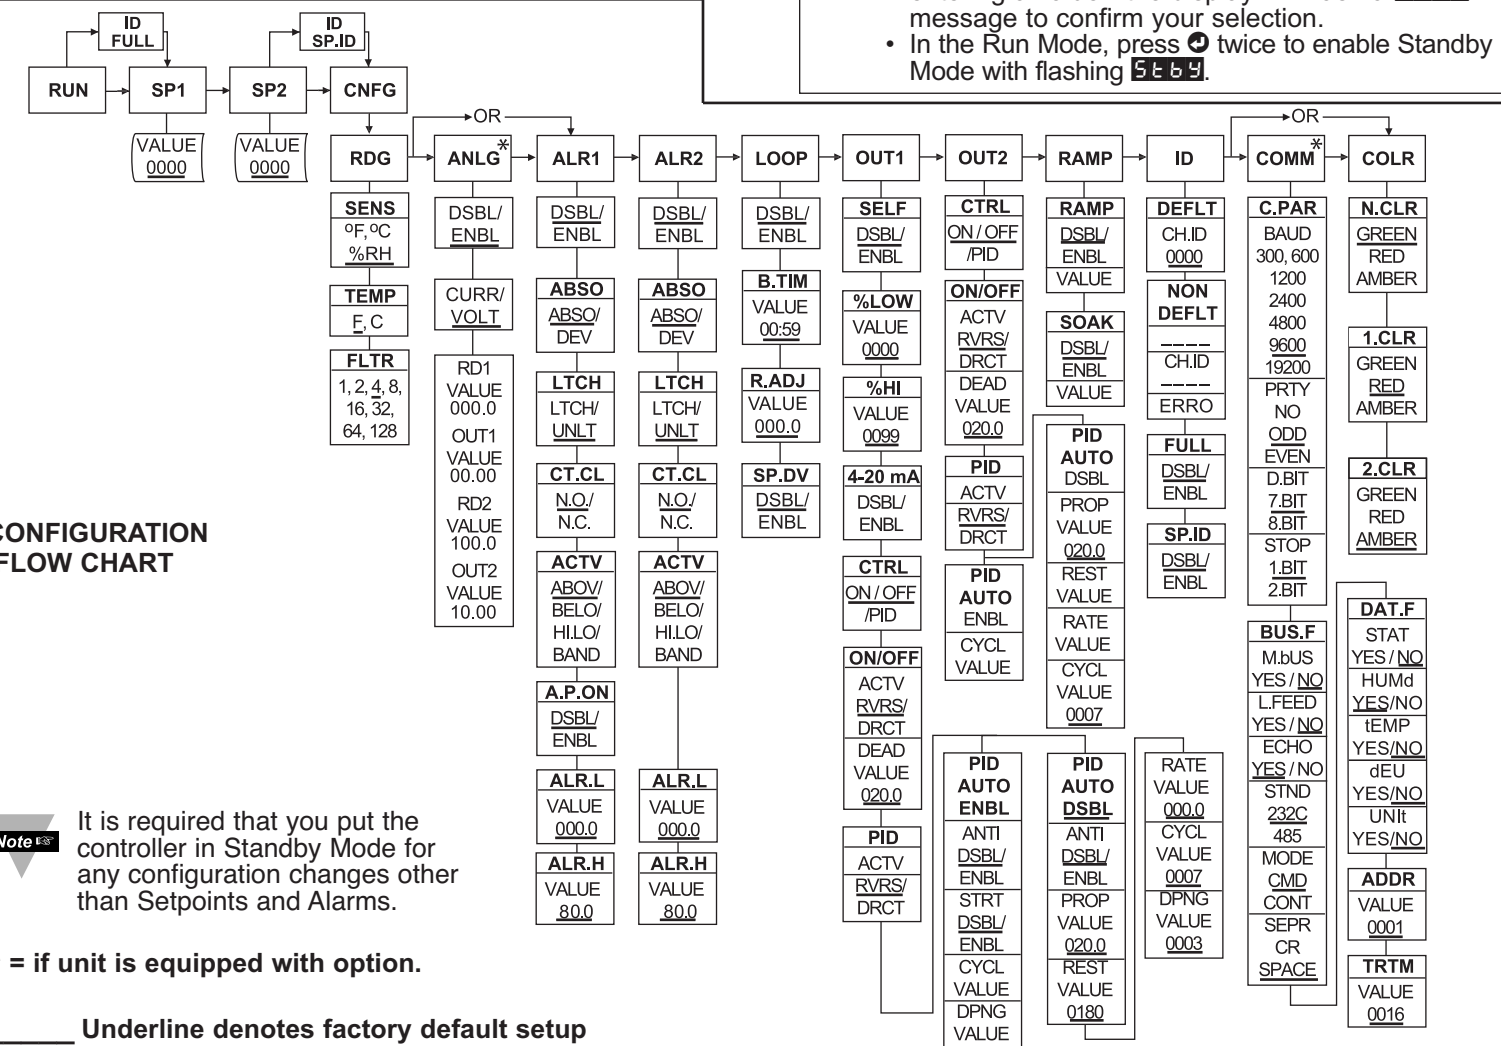 message to confirm your selection.
• In the Run Mode, press twice to enable Standby
Mode with flashing Stby.
ID
FULL
ID
SP.ID
RUN
SP1
SP2
CNFG
VALUE
0000
VALUE
0000
OR
OR
RDG
ANLG*
ALR1
ALR2
LOOP
OUT1
OUT2
RAMP
ID
COMM*
COLR
SENS
ºF, ºC
%RH
TEMP
F, C
FLTR
1, 2, 4, 8,
16, 32,
64, 128
DSBL/
ENBL
CURR/
VOLT
RD1
VALUE
000.0
OUT1
VALUE
00.00
RD2
VALUE
100.0
OUT2
VALUE
10.00
DSBL/
ENBL
ABSO
ABSO/
DEV
LTCH
LTCH/
UNLT
CT.CL
N.O./
N.C.
ACTV
ABOV/
BELO/
HI.LO/
BAND
A.P.ON
DSBL/
ENBL
ALR.L
VALUE
000.0
ALR.H
VALUE
80.0
DSBL/
ENBL
ABSO
ABSO/
DEV
LTCH
LTCH/
UNLT
CT.CL
N.O./
N.C.
ACTV
ABOV/
BELO/
HI.LO/
BAND
ALR.L
VALUE
000.0
ALR.H
VALUE
80.0
DSBL/
ENBL
B.TIM
VALUE
00:59
R.ADJ
VALUE
000.0
SP.DV
DSBL/
ENBL
SELF
DSBL/
ENBL
%LOW
VALUE
0000
%HI
VALUE
0099
4-20 mA
DSBL/
ENBL
CTRL
ON / OFF
/PID
ON/OFF
ACTV
RVRS/
DRCT
DEAD
VALUE
020.0
PID
ACTV
RVRS/
DRCT
CTRL
ON / OFF
/PID
ON/OFF
ACTV
RVRS/
DRCT
DEAD
VALUE
020.0
PID
ACTV
RVRS/
DRCT
PID
AUTO
ENBL
CYCL
VALUE
PID
AUTO
ENBL
ANTI
DSBL/
ENBL
STRT
DSBL/
ENBL
CYCL
VALUE
DPNG
VALUE
RAMP
DSBL/
ENBL
VALUE
SOAK
DSBL/
ENBL
VALUE
PID
AUTO
DSBL
PROP
VALUE
020.0
REST
VALUE
RATE
VALUE
CYCL
VALUE
0007
PID
AUTO
DSBL
ANTI
DSBL/
ENBL
PROP
VALUE
020.0
REST
VALUE
0180
RATE
VALUE
000.0
CYCL
VALUE
0007
DPNG
VALUE
0003
DEFLT
CH.ID
0000
NON
DEFLT
____
CH.ID
____
ERRO
FULL
DSBL/
ENBL
SP.ID
DSBL/
ENBL
C.PAR
BAUD
300, 600
1200
2400
4800
9600
19200
PRTY
NO
ODD
EVEN
D.BIT
7.BIT
8.BIT
STOP
1.BIT
2.BIT
BUS.F
M.bUS
YES / NO
L.FEED
YES / NO
ECHO
YES / NO
STND
232C
485
MODE
CMD
CONT
SEPR
CR
SPACE
N.CLR
GREEN
RED
AMBER
1.CLR
GREEN
RED
AMBER
2.CLR
GREEN
RED
AMBER
DAT.F
STAT
YES / NO
HUMd
YES/NO
tEMP
YES/NO
dEU
YES/NO
UNIt
YES/NO
ADDR
VALUE
0001
TRTM
VALUE
0016
CONFIGURATION
FLOW CHART
Note
It is required that you put the
controller in Standby Mode for
any configuration changes other
than Setpoints and Alarms.
= if unit is equipped with option.
_____ Underline denotes factory default setup